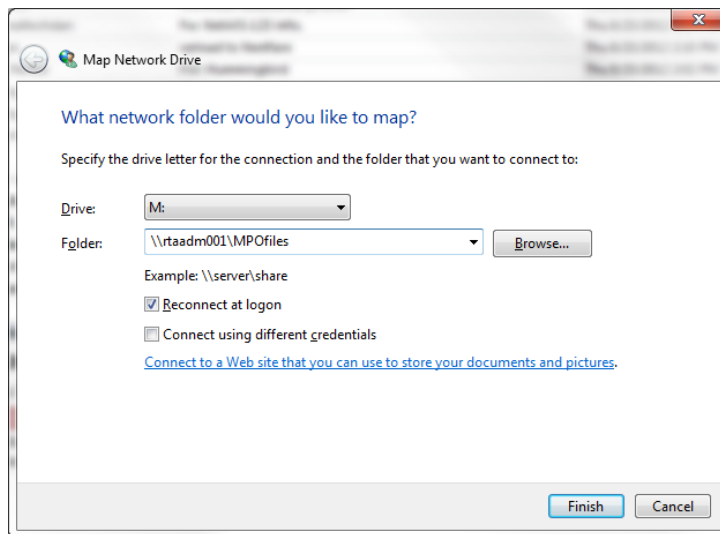 Map Network Drive
What network folder would you like to map?
Specify the drive letter for the connection and the folder that you want to connect to:
Drive: M:
Folder: \\rtaadm001\MPOfiles Browse...
Example: \\server\share
Reconnect at logon
Connect using different credentials
Connect to a Web site that you can use to store your documents and pictures.
Finish Cancel